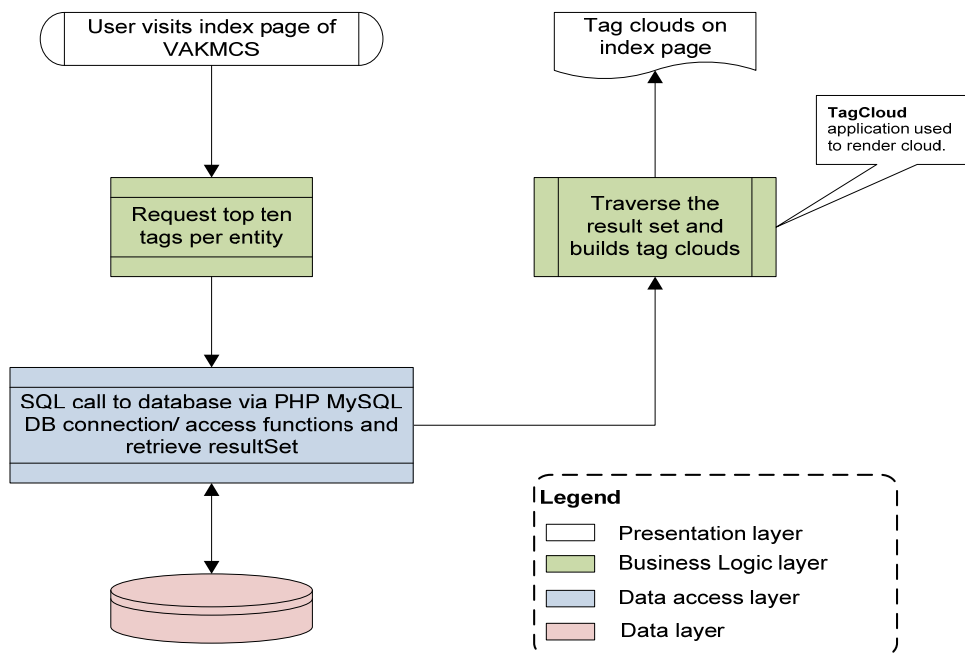 User visits index page of
VAKMCS
Tag clouds on
index page
TagCloud
application used
to render cloud.
Request top ten
tags per entity
Traverse the
result set and
builds tag clouds
SQL call to database via PHP MySQL
DB connection/ access functions and
retrieve resultSet
Legend
Presentation layer
Business Logic layer
Data access layer
Data layer